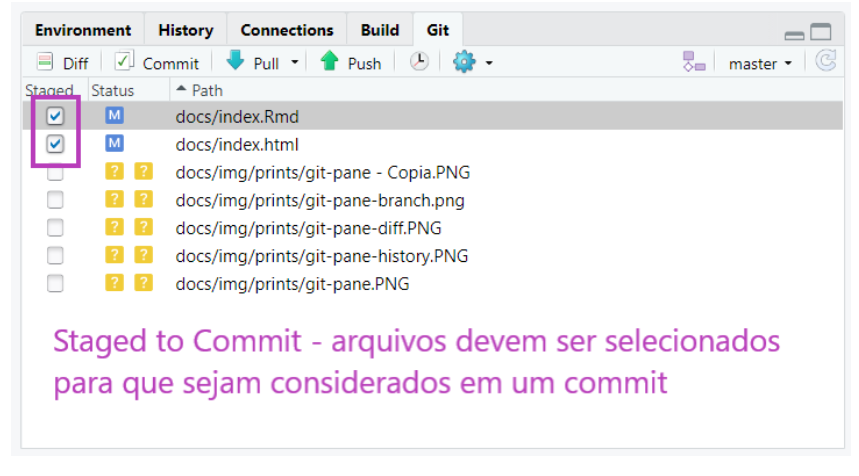 Environment History Connections Build Git
Diff Commit Pull Push master
Staged Status Path
M docs/index.Rmd
M docs/index.html
? ? docs/img/prints/git-pane - Copia.PNG
? ? docs/img/prints/git-pane-branch.png
? ? docs/img/prints/git-pane-diff.PNG
? ? docs/img/prints/git-pane-history.PNG
? ? docs/img/prints/git-pane.PNG
Staged to Commit - arquivos devem ser selecionados
para que sejam considerados em um commit